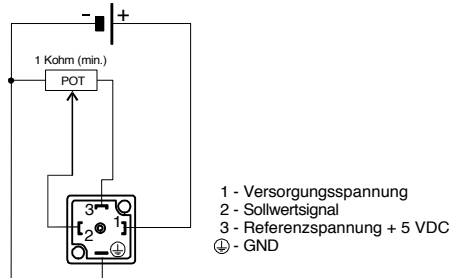 - +
1 Kohm (min.)
POT
3
1
2
1 - Versorgungsspannung
2 - Sollwertsignal
3 - Referenzspannung + 5 VDC
⏚ - GND